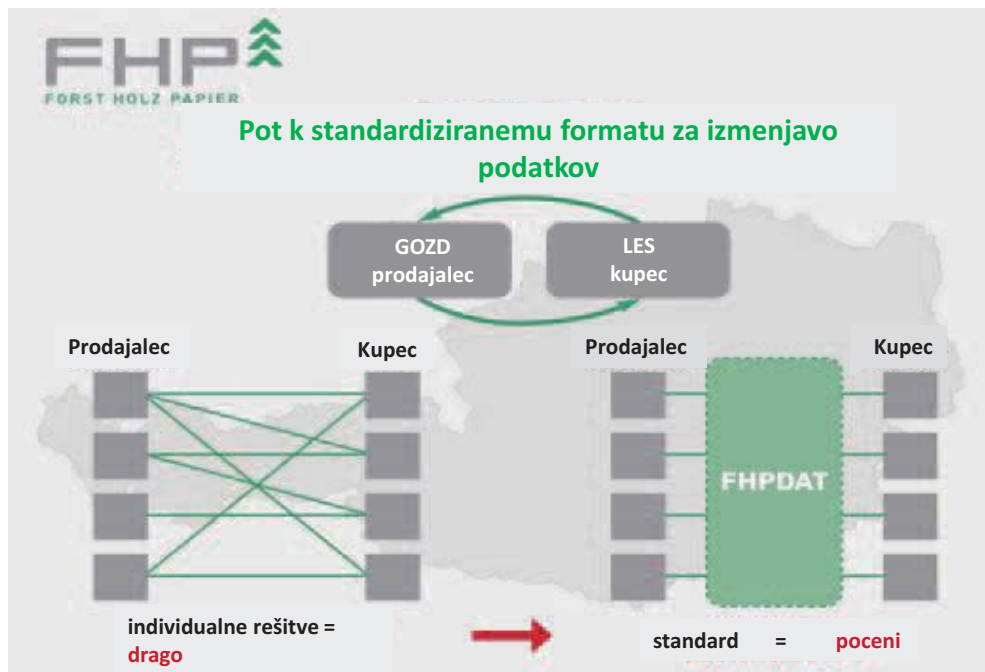 FHP
FORST HOLZ PAPIER
Pot k standardiziranemu formatu za izmenjavo
podatkov
GOZD
prodajalec
LES
kupec
Prodajalec
Kupec
Prodajalec
Kupec
FHPDAT
individualne rešitve =
drago
standard = poceni